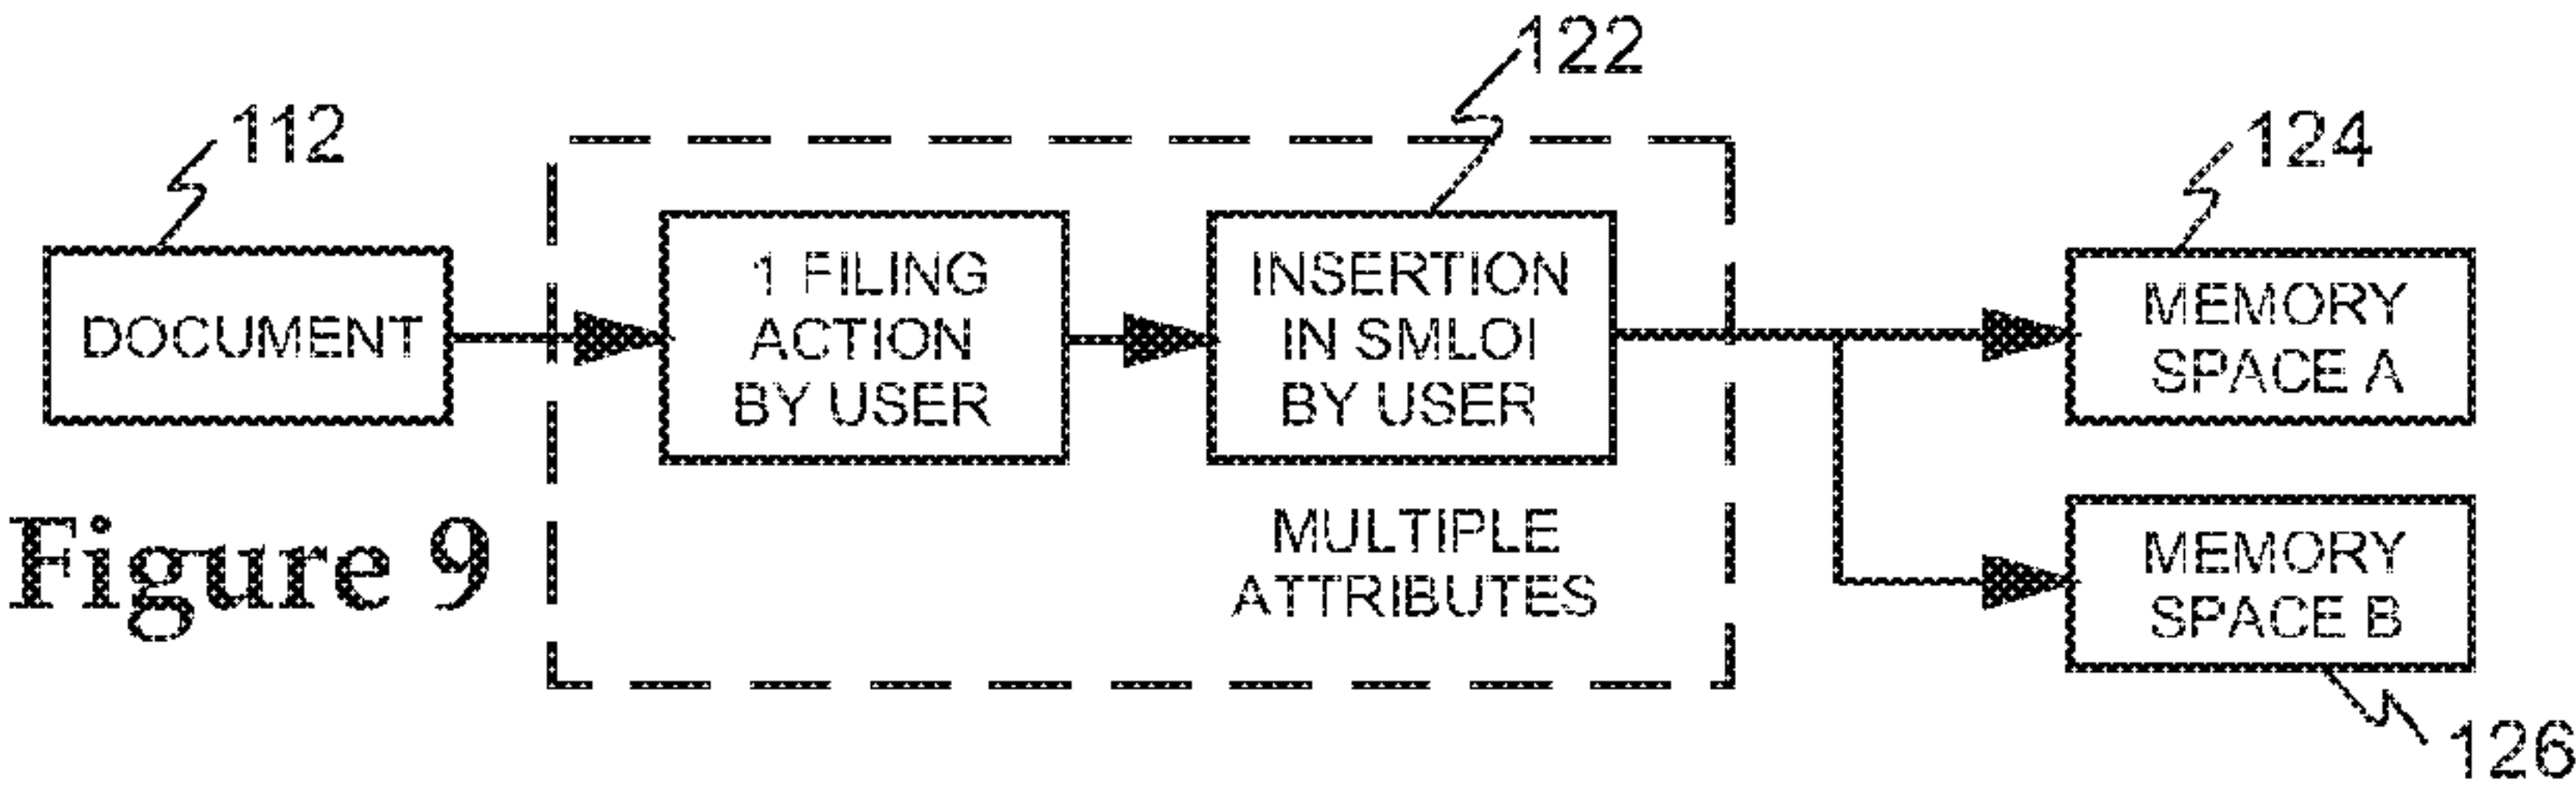 122
112
124
DOCUMENT
1 FILING
ACTION
BY USER
INSERTION
IN SMLOI
BY USER
MEMORY
SPACE A
MULTIPLE
ATTRIBUTES
MEMORY
SPACE B
Figure 9
126